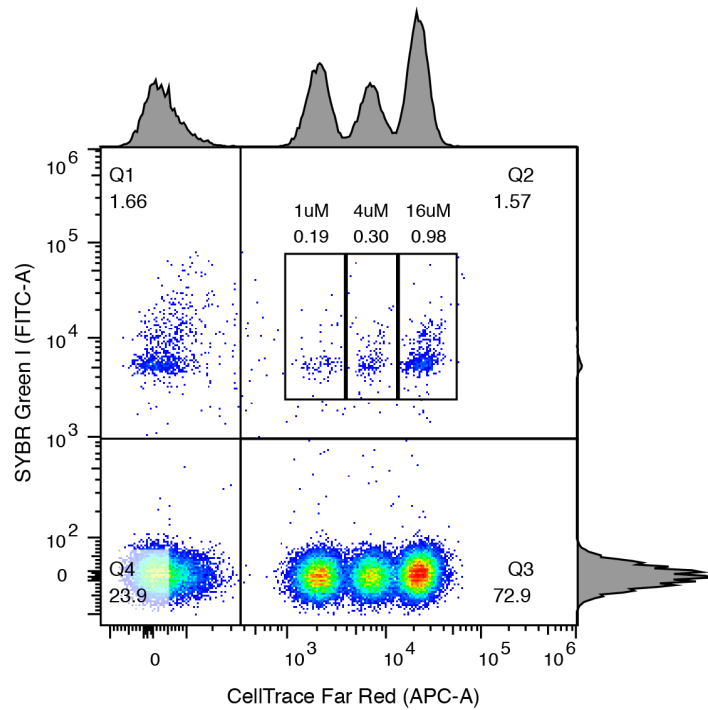 10^6
Q1
1.66
Q2
1.57
1uM 4uM 16uM
0.19 0.30 0.98
10^5
10^4
10^3
10^2
0
Q4
23.9
Q3
72.9
0 10^3 10^4 10^5 10^6
SYBR Green I (FITC-A)
CellTrace Far Red (APC-A)